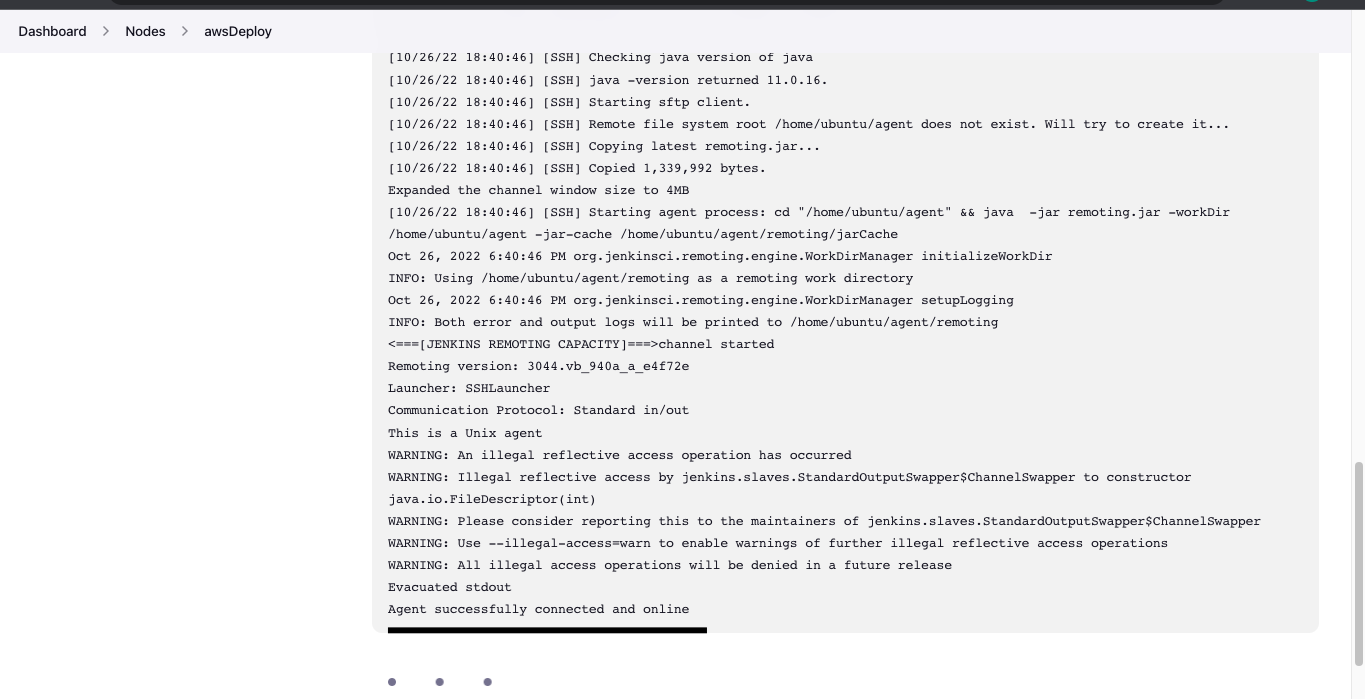 Dashboard > Nodes > awsDeploy
[10/26/22 18:40:46] [SSH] Checking java version of java
[10/26/22 18:40:46] [SSH] java -version returned 11.0.16.
[10/26/22 18:40:46] [SSH] Starting sftp client.
[10/26/22 18:40:46] [SSH] Remote file system root /home/ubuntu/agent does not exist. Will try to create it...
[10/26/22 18:40:46] [SSH] Copying latest remoting.jar...
[10/26/22 18:40:46] [SSH] Copied 1,339,992 bytes.
Expanded the channel window size to 4MB
[10/26/22 18:40:46] [SSH] Starting agent process: cd "/home/ubuntu/agent" && java  -jar remoting.jar -workDir
/home/ubuntu/agent -jar-cache /home/ubuntu/agent/remoting/jarCache
Oct 26, 2022 6:40:46 PM org.jenkinsci.remoting.engine.WorkDirManager initializeWorkDir
INFO: Using /home/ubuntu/agent/remoting as a remoting work directory
Oct 26, 2022 6:40:46 PM org.jenkinsci.remoting.engine.WorkDirManager setupLogging
INFO: Both error and output logs will be printed to /home/ubuntu/agent/remoting
<===[JENKINS REMOTING CAPACITY]===>channel started
Remoting version: 3044.vb_940a_a_e4f72e
Launcher: SSHLauncher
Communication Protocol: Standard in/out
This is a Unix agent
WARNING: An illegal reflective access operation has occurred
WARNING: Illegal reflective access by jenkins.slaves.StandardOutputSwapper$ChannelSwapper to constructor
java.io.FileDescriptor(int)
WARNING: Please consider reporting this to the maintainers of jenkins.slaves.StandardOutputSwapper$ChannelSwapper
WARNING: Use --illegal-access=warn to enable warnings of further illegal reflective access operations
WARNING: All illegal access operations will be denied in a future release
Evacuated stdout
Agent successfully connected and online